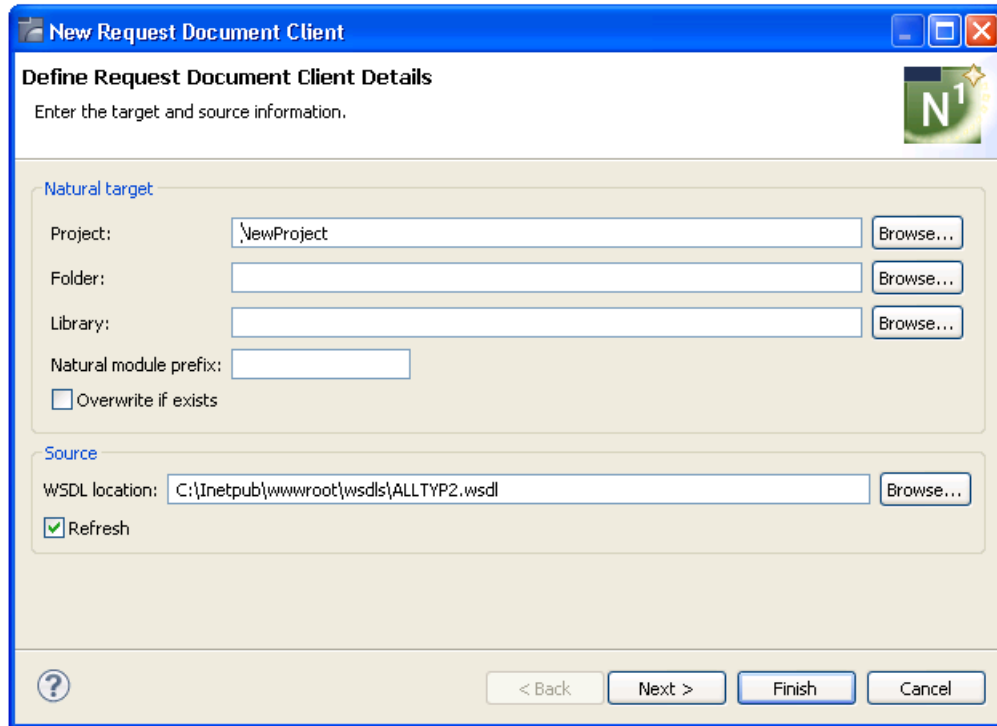 New Request Document Client
Define Request Document Client Details
Enter the target and source information.
N1
Natural target
Project: NewProject Browse...
Folder: Browse...
Library: Browse...
Natural module prefix:
Overwrite if exists
Source
WSDL location: C:\Inetpub\wwwroot\wsdls\ALLTYP2.wsdl Browse...
Refresh
? < Back Next > Finish Cancel